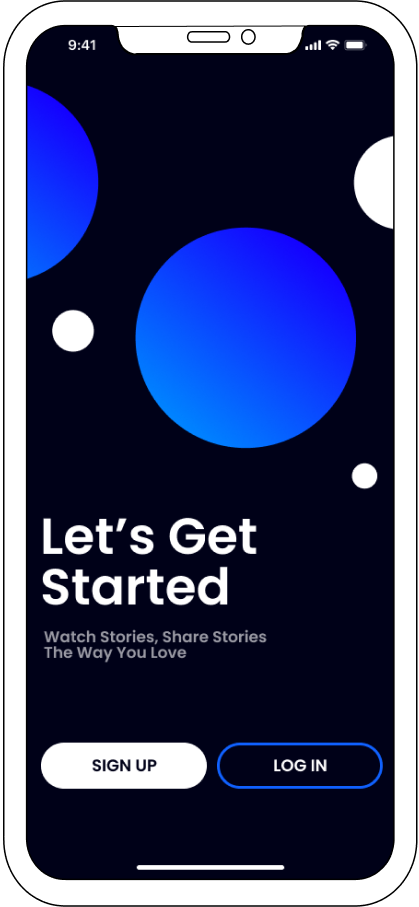 9:41
Let’s Get
Started
Watch Stories, Share Stories
The Way You Love
SIGN UP
LOG IN